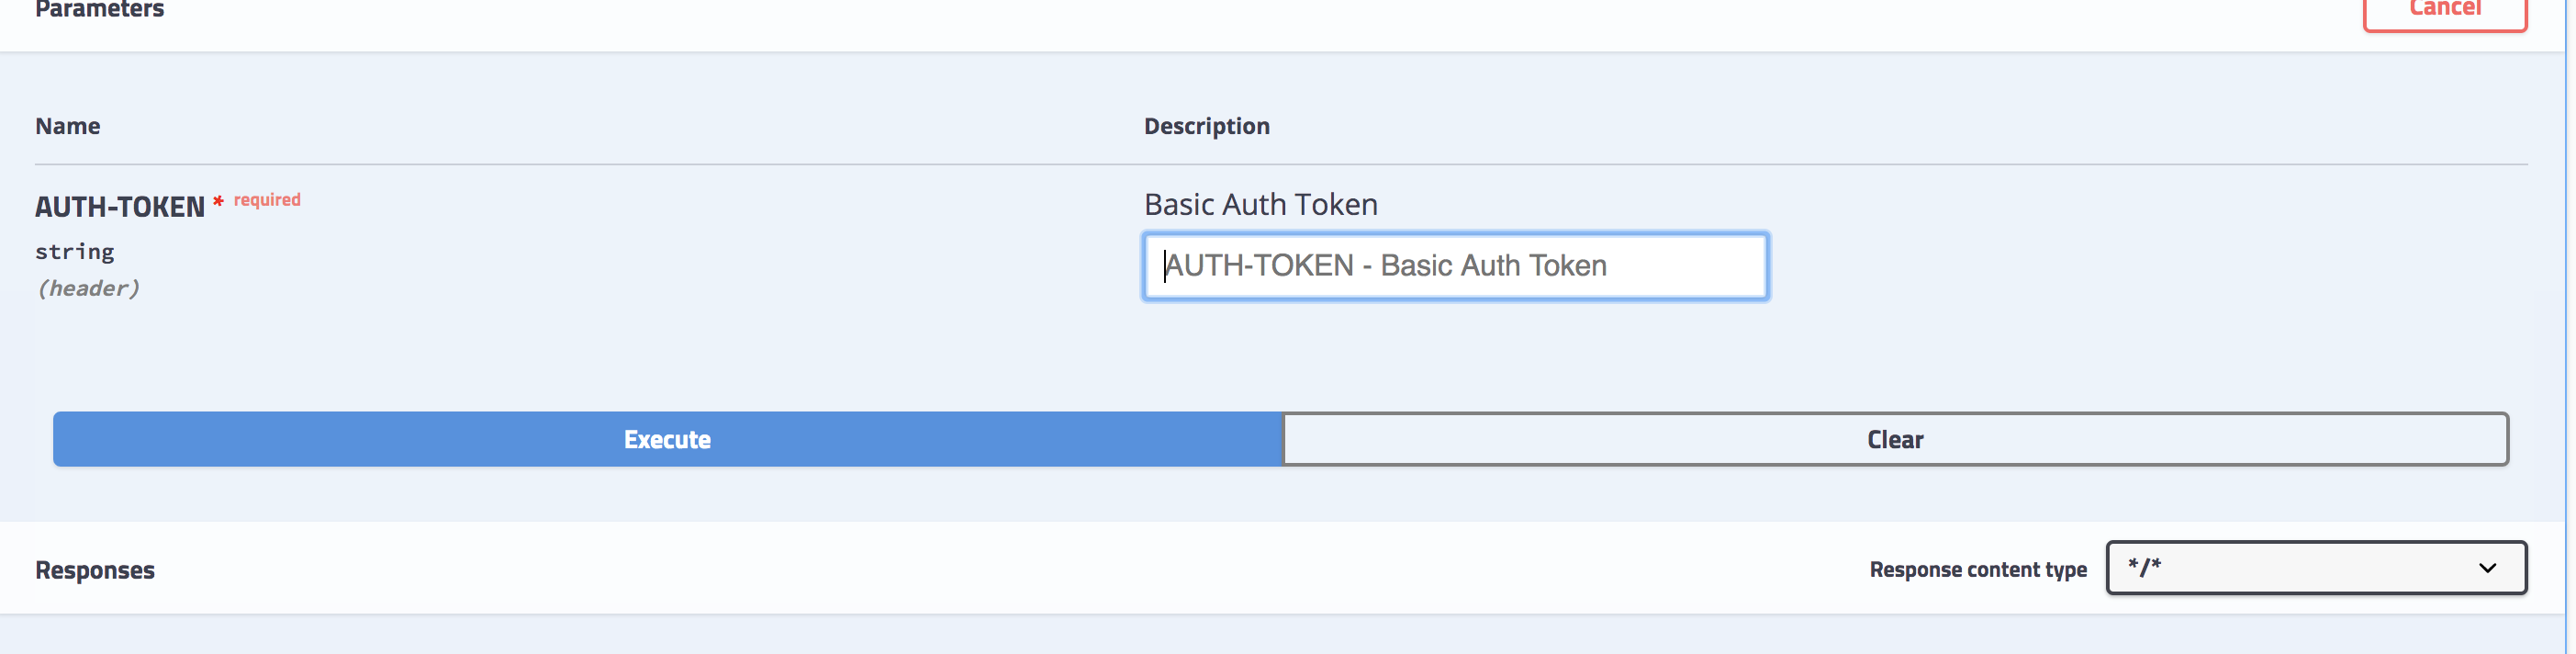 Parameters
Cancel
Name
Description
AUTH-TOKEN * required
string
(header)
Basic Auth Token
AUTH-TOKEN - Basic Auth Token
Execute
Clear
Responses
Response content type
*/*